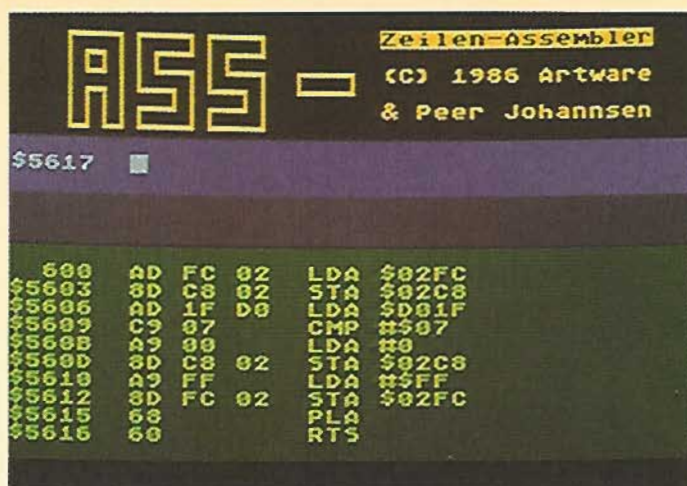 ASS-
Zeilen-Assembler
(C) 1986 Artware
& Peer Johannsen
$5617
600 AD FC 02 LDA $02FC
$5603 8D C8 02 STA $02C8
$5606 AD 1F D0 LDA $D01F
$5609 C9 07 CMP #$07
$560B A9 00 LDA #0
$560D 8D C8 02 STA $02C8
$5610 A9 FF LDA #$FF
$5612 8D FC 02 STA $02FC
$5615 68 PLA
$5616 60 RTS